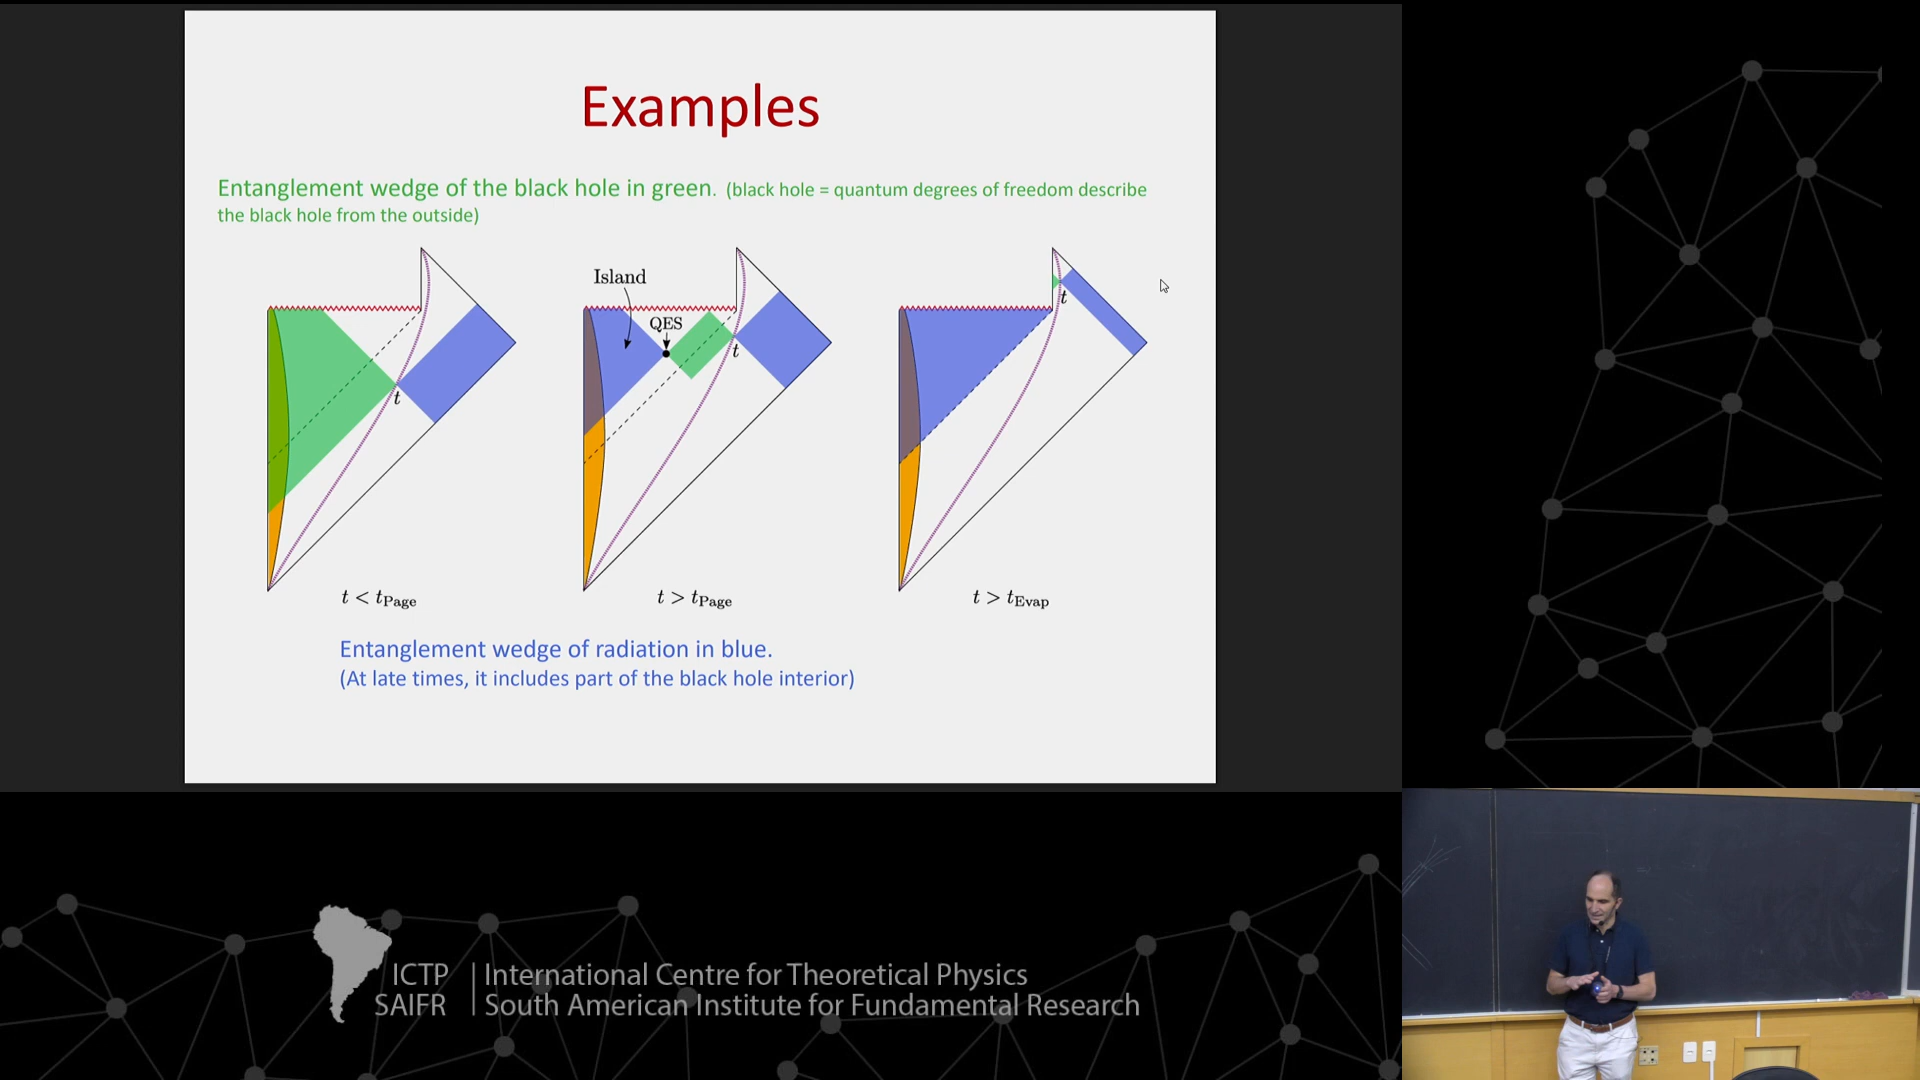 Examples
Entanglement wedge of the black hole in green. (black hole = quantum degrees of freedom describe
the black hole from the outside)
Island
QES
t
t
t
t < tPage
t > tPage
t > tEvap
Entanglement wedge of radiation in blue.
(At late times, it includes part of the black hole interior)
ICTP | International Centre for Theoretical Physics
SAIFR | South American Institute for Fundamental Research